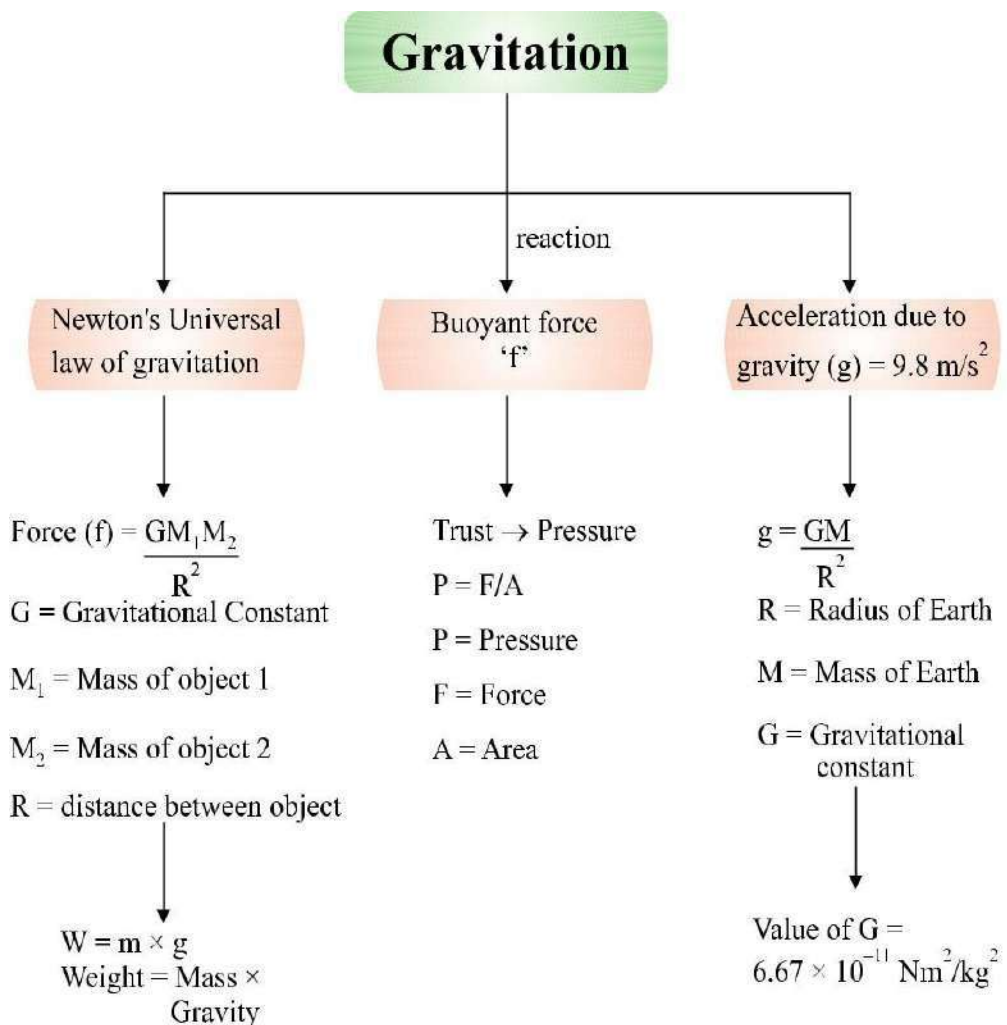 Gravitation
reaction
Newton's Universal
law of gravitation
Force (f) = GM₁M₂
R²
G = Gravitational Constant
M₁ = Mass of object 1
M₂ = Mass of object 2
R = distance between object
W = m × g
Weight = Mass ×
Gravity
Buoyant force
‘f’
Trust → Pressure
P = F/A
P = Pressure
F = Force
A = Area
Acceleration due to
gravity (g) = 9.8 m/s²
g = GM
R²
R = Radius of Earth
M = Mass of Earth
G = Gravitational
constant
Value of G =
6.67 × 10⁻¹¹ Nm²/kg²